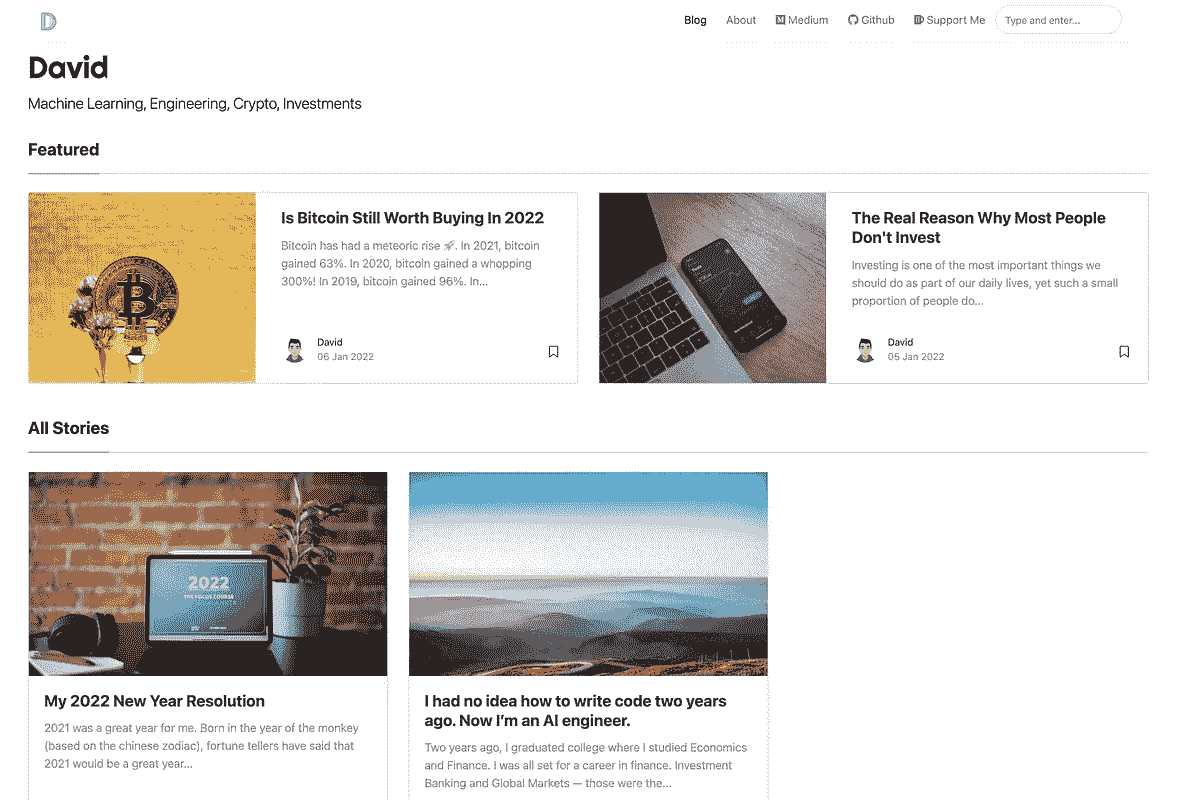 D
Blog About Medium Github Support Me Type and enter...
David
Machine Learning, Engineering, Crypto, Investments
Featured
Is Bitcoin Still Worth Buying In 2022
Bitcoin has had a meteoric rise 🚀. In 2021, bitcoin
gained 63%. In 2020, bitcoin gained a whopping
300%! In 2019, bitcoin gained 96%. In...
David
06 Jan 2022
The Real Reason Why Most People
Don't Invest
Investing is one of the most important things we
should do as part of our daily lives, yet such a small
proportion of people do...
David
05 Jan 2022
All Stories
2022
My 2022 New Year Resolution
2021 was a great year for me. Born in the year of the monkey
(based on the chinese zodiac), fortune tellers have said that
2021 would be a great year...
I had no idea how to write code two years
ago. Now I'm an AI engineer.
Two years ago, I graduated college where I studied Economics
and Finance. I was all set for a career in finance. Investment
Banking and Global Markets — those were the...